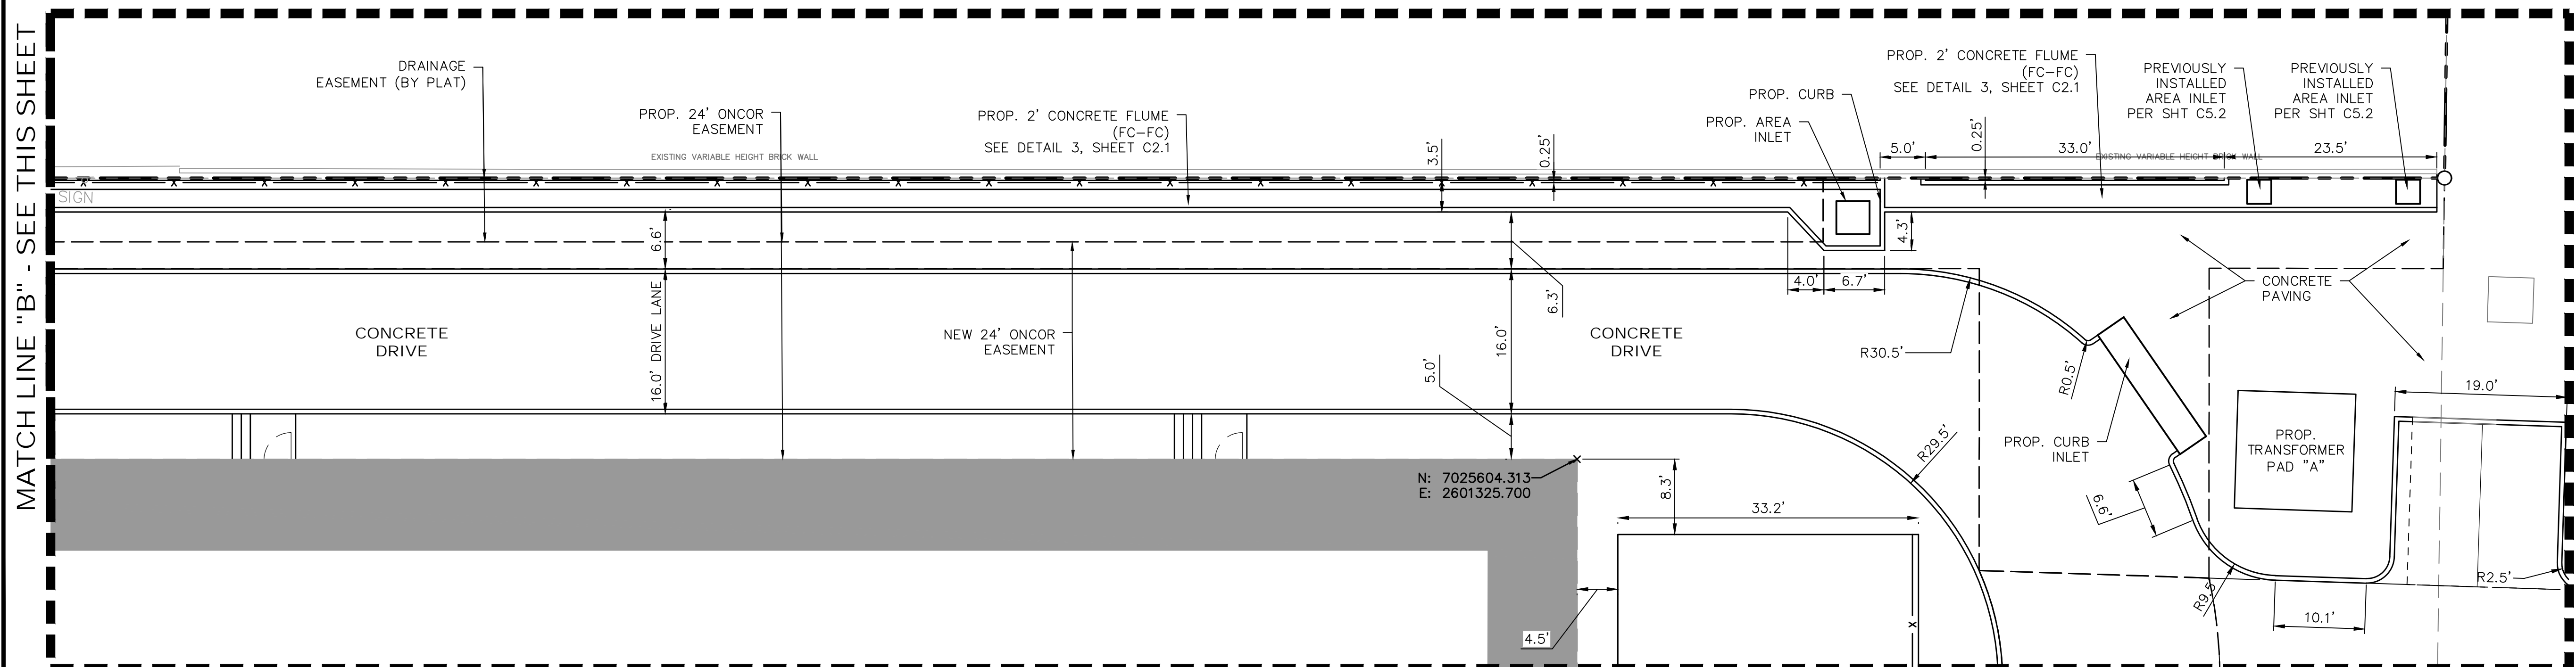 MATCH LINE "B" - SEE THIS SHEET
DRAINAGE
EASEMENT (BY PLAT)
PROP. 24' ONCOR
EASEMENT
PROP. 2' CONCRETE FLUME
(FC-FC)
SEE DETAIL 3, SHEET C2.1
EXISTING VARIABLE HEIGHT BRICK WALL
SIGN
3.5'
0.25'
PROP. CURB
PROP. AREA
INLET
PROP. 2' CONCRETE FLUME
(FC-FC)
SEE DETAIL 3, SHEET C2.1
PREVIOUSLY
INSTALLED
AREA INLET
PER SHT C5.2
PREVIOUSLY
INSTALLED
AREA INLET
PER SHT C5.2
5.0'
33.0'
0.25'
EXISTING VARIABLE HEIGHT BRICK WALL
23.5'
6.6'
16.0' DRIVE LANE
CONCRETE
DRIVE
NEW 24' ONCOR
EASEMENT
5.0'
16.0'
6.3'
CONCRETE
DRIVE
4.0'
6.7'
4.3'
CONCRETE
PAVING
R30.5'
R0.5'
R29.5'
PROP. CURB
INLET
PROP.
TRANSFORMER
PAD "A"
19.0'
N: 7025604.313
E: 2601325.700
8.3'
33.2'
6.6'
R9.5'
R2.5'
10.1'
4.5'